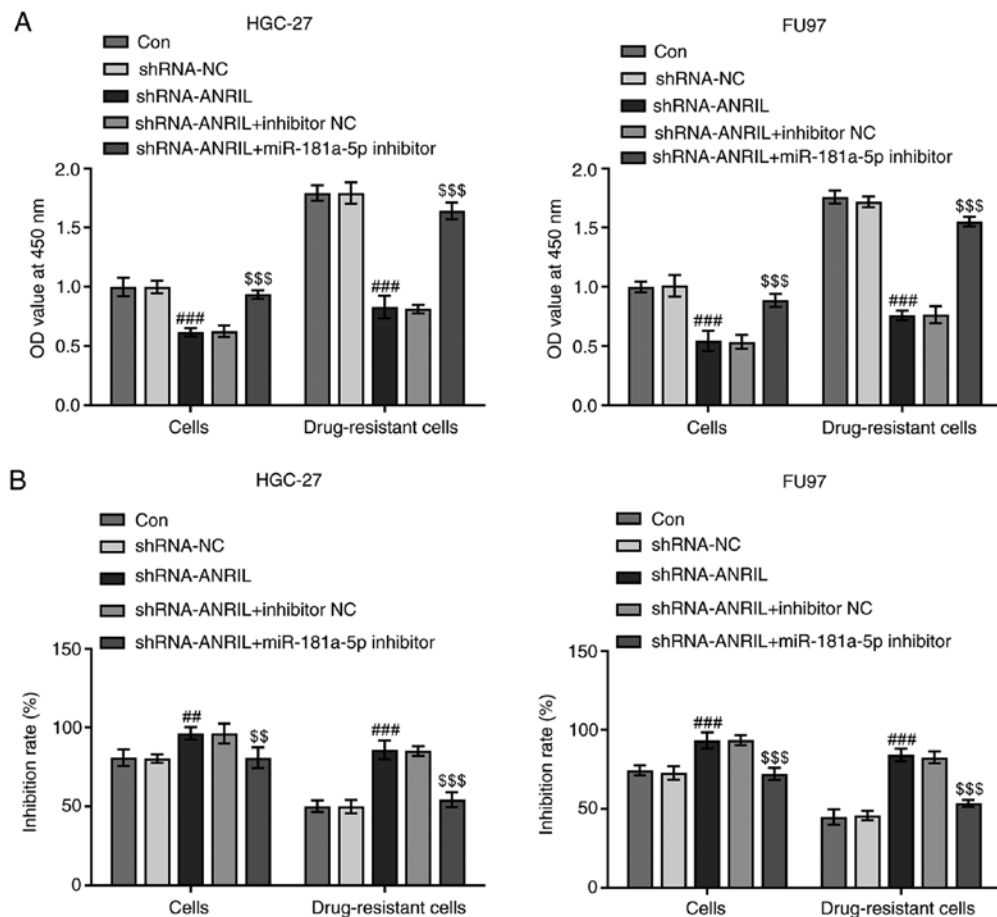 A
HGC-27
Con
shRNA-NC
shRNA-ANRIL
shRNA-ANRIL+inhibitor NC
shRNA-ANRIL+miR-181a-5p inhibitor
2.0
1.5
1.0
0.5
0.0
OD value at 450 nm
###
$$$
###
$$$
Cells
Drug-resistant cells
FU97
Con
shRNA-NC
shRNA-ANRIL
shRNA-ANRIL+inhibitor NC
shRNA-ANRIL+miR-181a-5p inhibitor
2.0
1.5
1.0
0.5
0.0
OD value at 450 nm
###
$$$
###
$$$
Cells
Drug-resistant cells
B
HGC-27
Con
shRNA-NC
shRNA-ANRIL
shRNA-ANRIL+inhibitor NC
shRNA-ANRIL+miR-181a-5p inhibitor
150
100
50
0
Inhibition rate (%)
##
$$
###
$$$
Cells
Drug-resistant cells
FU97
Con
shRNA-NC
shRNA-ANRIL
shRNA-ANRIL+inhibitor NC
shRNA-ANRIL+miR-181a-5p inhibitor
150
100
50
0
Inhibition rate (%)
###
$$$
###
$$$
Cells
Drug-resistant cells